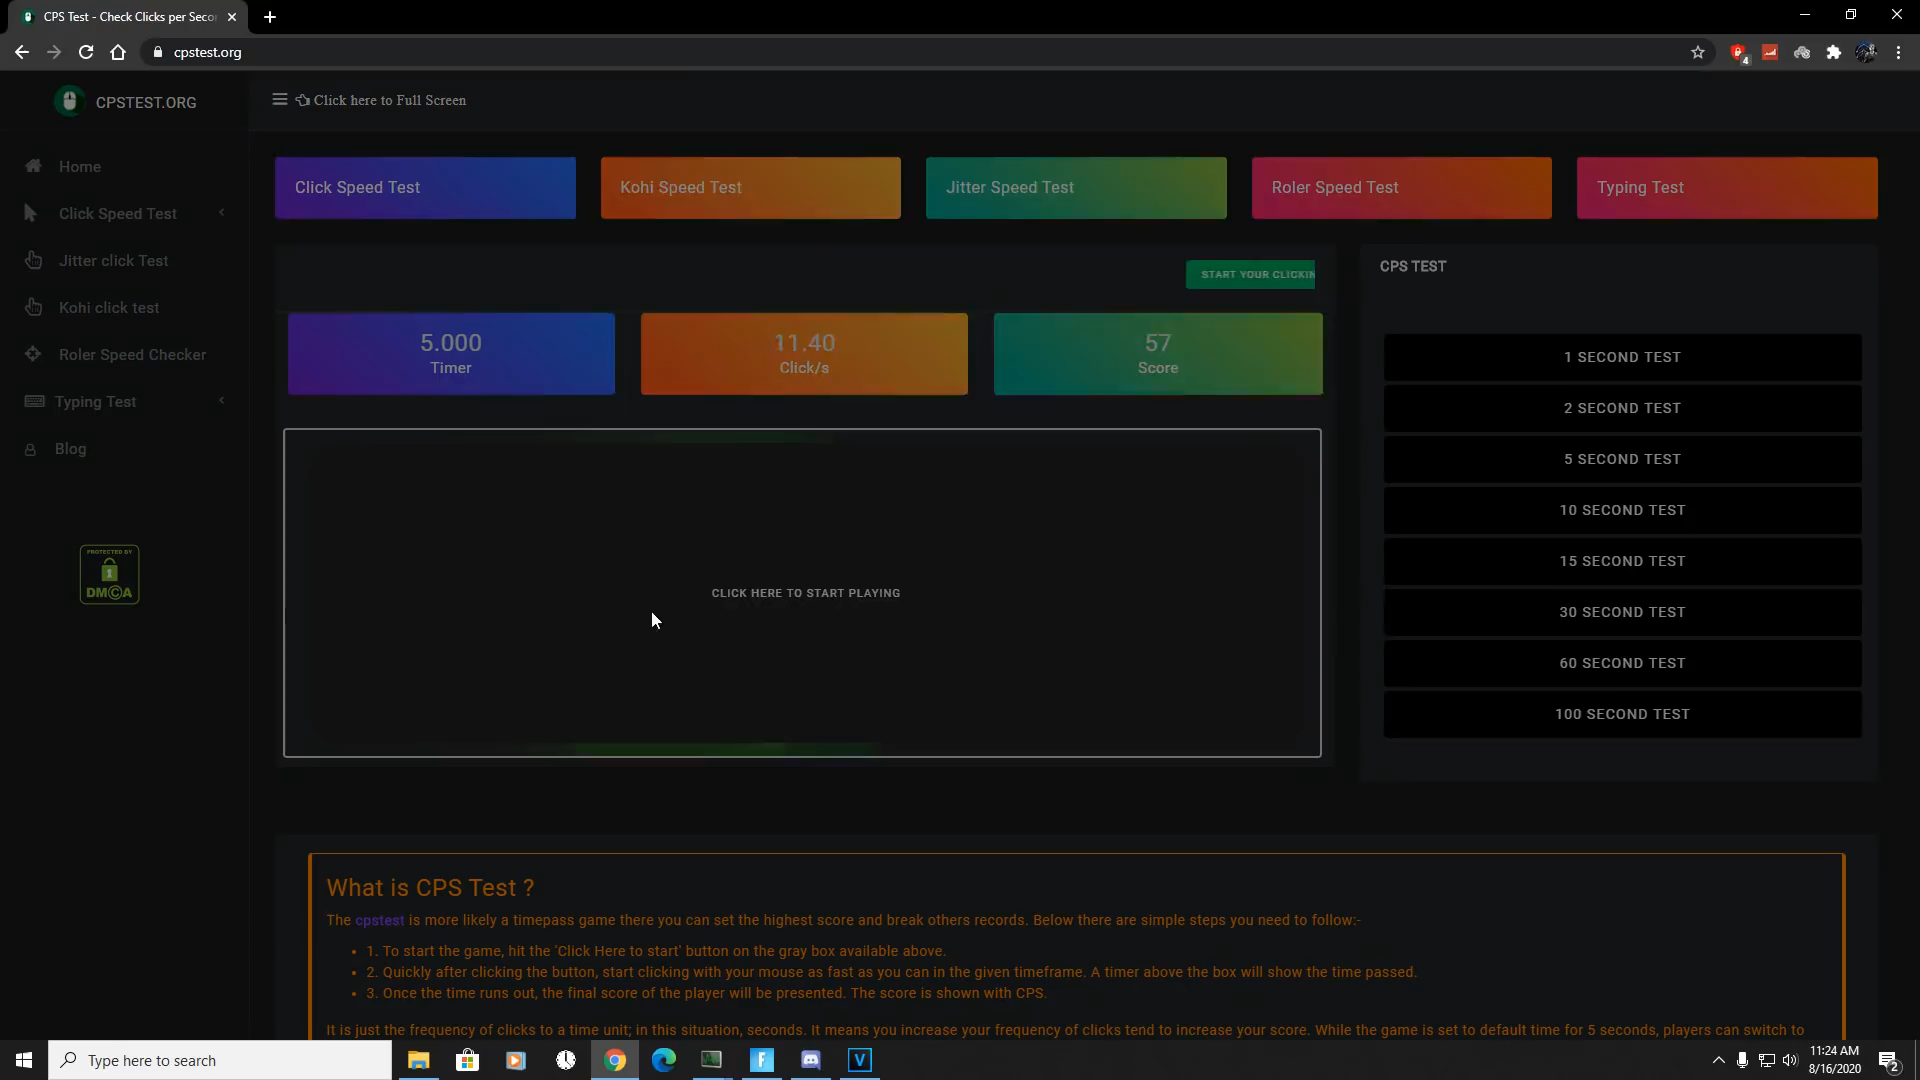 CPS Test - Check Clicks per Secor
cpstest.org
4
CPSTEST.ORG
Click here to Full Screen
Home
Click Speed Test
Jitter click Test
Kohi click test
Roler Speed Checker
Typing Test
Blog
PROTECTED BY
DMCA
Click Speed Test
Kohi Speed Test
Jitter Speed Test
Roler Speed Test
Typing Test
START YOUR CLICKIN
5.000
Timer
11.40
Click/s
57
Score
CLICK HERE TO START PLAYING
CPS TEST
1 SECOND TEST
2 SECOND TEST
5 SECOND TEST
10 SECOND TEST
15 SECOND TEST
30 SECOND TEST
60 SECOND TEST
100 SECOND TEST
What is CPS Test ?
The cpstest is more likely a timepass game there you can set the highest score and break others records. Below there are simple steps you need to follow:-
• 1. To start the game, hit the 'Click Here to start' button on the gray box available above.
• 2. Quickly after clicking the button, start clicking with your mouse as fast as you can in the given timeframe. A timer above the box will show the time passed.
• 3. Once the time runs out, the final score of the player will be presented. The score is shown with CPS.
It is just the frequency of clicks to a time unit; in this situation, seconds. It means you increase your frequency of clicks tend to increase your score. While the game is set to default time for 5 seconds, players can switch to
Type here to search
F
V
11:24 AM
8/16/2020
2